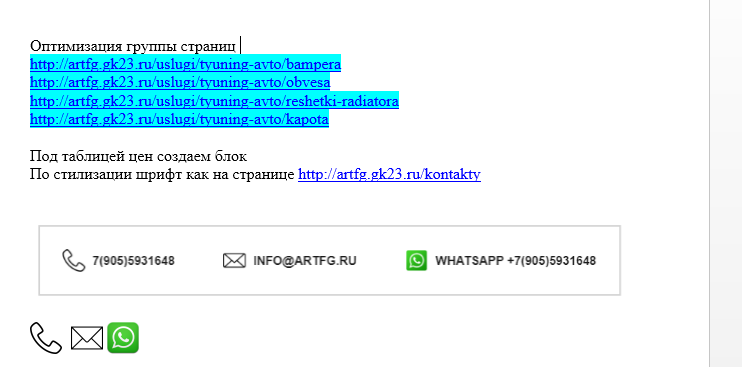 Оптимизация группы страниц
http://artfg.gk23.ru/uslugi/tyuning-avto/bampera
http://artfg.gk23.ru/uslugi/tyuning-avto/obvesa
http://artfg.gk23.ru/uslugi/tyuning-avto/reshetki-radiatora
http://artfg.gk23.ru/uslugi/tyuning-avto/kapota
Под таблицей цен создаем блок
По стилизации шрифт как на странице http://artfg.gk23.ru/kontakty
7(905)5931648 INFO@ARTFG.RU WHATSAPP +7(905)5931648